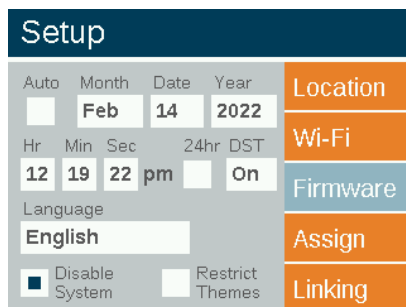 Setup
Auto Month Date Year
Feb 14 2022
Hr Min Sec 24hr DST
12 19 22 pm On
Language
English
Disable System
Restrict Themes
Location
Wi-Fi
Firmware
Assign
Linking